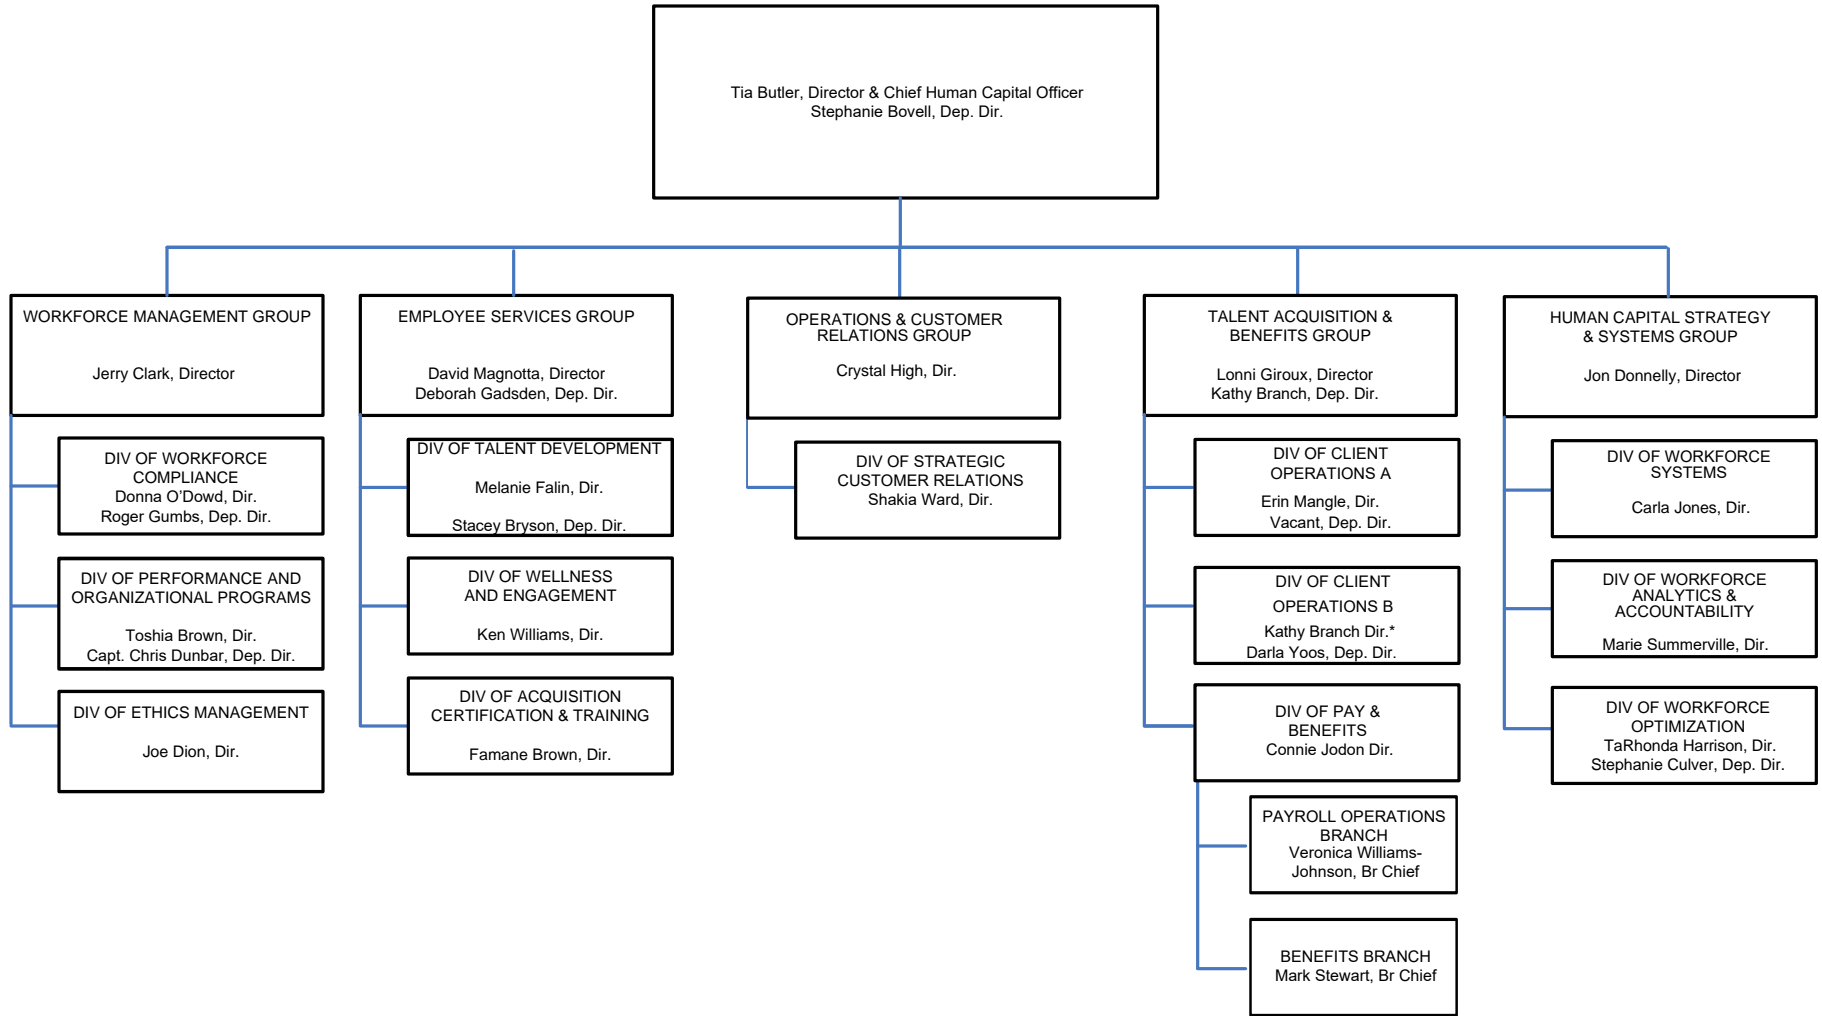 Tia Butler, Director & Chief Human Capital Officer
Stephanie Bovell, Dep. Dir.
WORKFORCE MANAGEMENT GROUP
Jerry Clark, Director
DIV OF WORKFORCE
COMPLIANCE
Donna O’Dowd, Dir.
Roger Gumbs, Dep. Dir.
DIV OF PERFORMANCE AND
ORGANIZATIONAL PROGRAMS
Toshia Brown, Dir.
Capt. Chris Dunbar, Dep. Dir.
DIV OF ETHICS MANAGEMENT
Joe Dion, Dir.
EMPLOYEE SERVICES GROUP
David Magnotta, Director
Deborah Gadsden, Dep. Dir.
DIV OF TALENT DEVELOPMENT
Melanie Falin, Dir.
Stacey Bryson, Dep. Dir.
DIV OF WELLNESS
AND ENGAGEMENT
Ken Williams, Dir.
DIV OF ACQUISITION
CERTIFICATION & TRAINING
Famane Brown, Dir.
OPERATIONS & CUSTOMER
RELATIONS GROUP
Crystal High, Dir.
DIV OF STRATEGIC
CUSTOMER RELATIONS
Shakia Ward, Dir.
TALENT ACQUISITION &
BENEFITS GROUP
Lonni Giroux, Director
Kathy Branch, Dep. Dir.
DIV OF CLIENT
OPERATIONS A
Erin Mangle, Dir.
Vacant, Dep. Dir.
DIV OF CLIENT
OPERATIONS B
Kathy Branch Dir.*
Darla Yoos, Dep. Dir.
DIV OF PAY &
BENEFITS
Connie Jodon Dir.
PAYROLL OPERATIONS
BRANCH
Veronica Williams-
Johnson, Br Chief
BENEFITS BRANCH
Mark Stewart, Br Chief
HUMAN CAPITAL STRATEGY
& SYSTEMS GROUP
Jon Donnelly, Director
DIV OF WORKFORCE
SYSTEMS
Carla Jones, Dir.
DIV OF WORKFORCE
ANALYTICS &
ACCOUNTABILITY
Marie Summerville, Dir.
DIV OF WORKFORCE
OPTIMIZATION
TaRhonda Harrison, Dir.
Stephanie Culver, Dep. Dir.